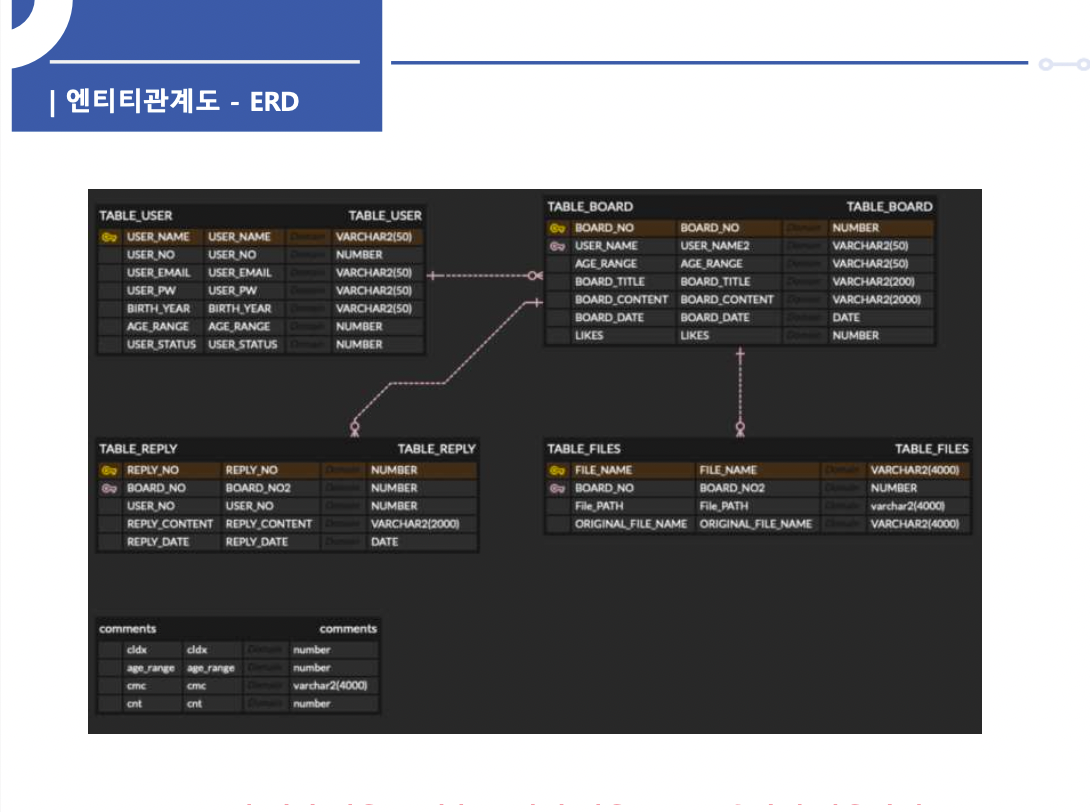 | 엔티티관계도 - ERD
TABLE_USER TABLE_USER
USER_NAME USER_NAME Domain VARCHAR2(50)
USER_NO USER_NO Domain NUMBER
USER_EMAIL USER_EMAIL Domain VARCHAR2(50)
USER_PW USER_PW Domain VARCHAR2(50)
BIRTH_YEAR BIRTH_YEAR Domain VARCHAR2(50)
AGE_RANGE AGE_RANGE Domain NUMBER
USER_STATUS USER_STATUS Domain NUMBER
TABLE_BOARD TABLE_BOARD
BOARD_NO BOARD_NO Domain NUMBER
USER_NAME USER_NAME2 Domain VARCHAR2(50)
AGE_RANGE AGE_RANGE Domain VARCHAR2(50)
BOARD_TITLE BOARD_TITLE Domain VARCHAR2(200)
BOARD_CONTENT BOARD_CONTENT Domain VARCHAR2(2000)
BOARD_DATE BOARD_DATE Domain DATE
LIKES LIKES Domain NUMBER
TABLE_REPLY TABLE_REPLY
REPLY_NO REPLY_NO Domain NUMBER
BOARD_NO BOARD_NO2 Domain NUMBER
USER_NO USER_NO Domain NUMBER
REPLY_CONTENT REPLY_CONTENT Domain VARCHAR2(2000)
REPLY_DATE REPLY_DATE Domain DATE
TABLE_FILES TABLE_FILES
FILE_NAME FILE_NAME Domain VARCHAR2(4000)
BOARD_NO BOARD_NO2 Domain NUMBER
File_PATH File_PATH Domain varchar2(4000)
ORIGINAL_FILE_NAME ORIGINAL_FILE_NAME Domain VARCHAR2(4000)
comments comments
cIdx cIdx Domain number
age_range age_range Domain number
cmc cmc Domain varchar2(4000)
cnt cnt Domain number